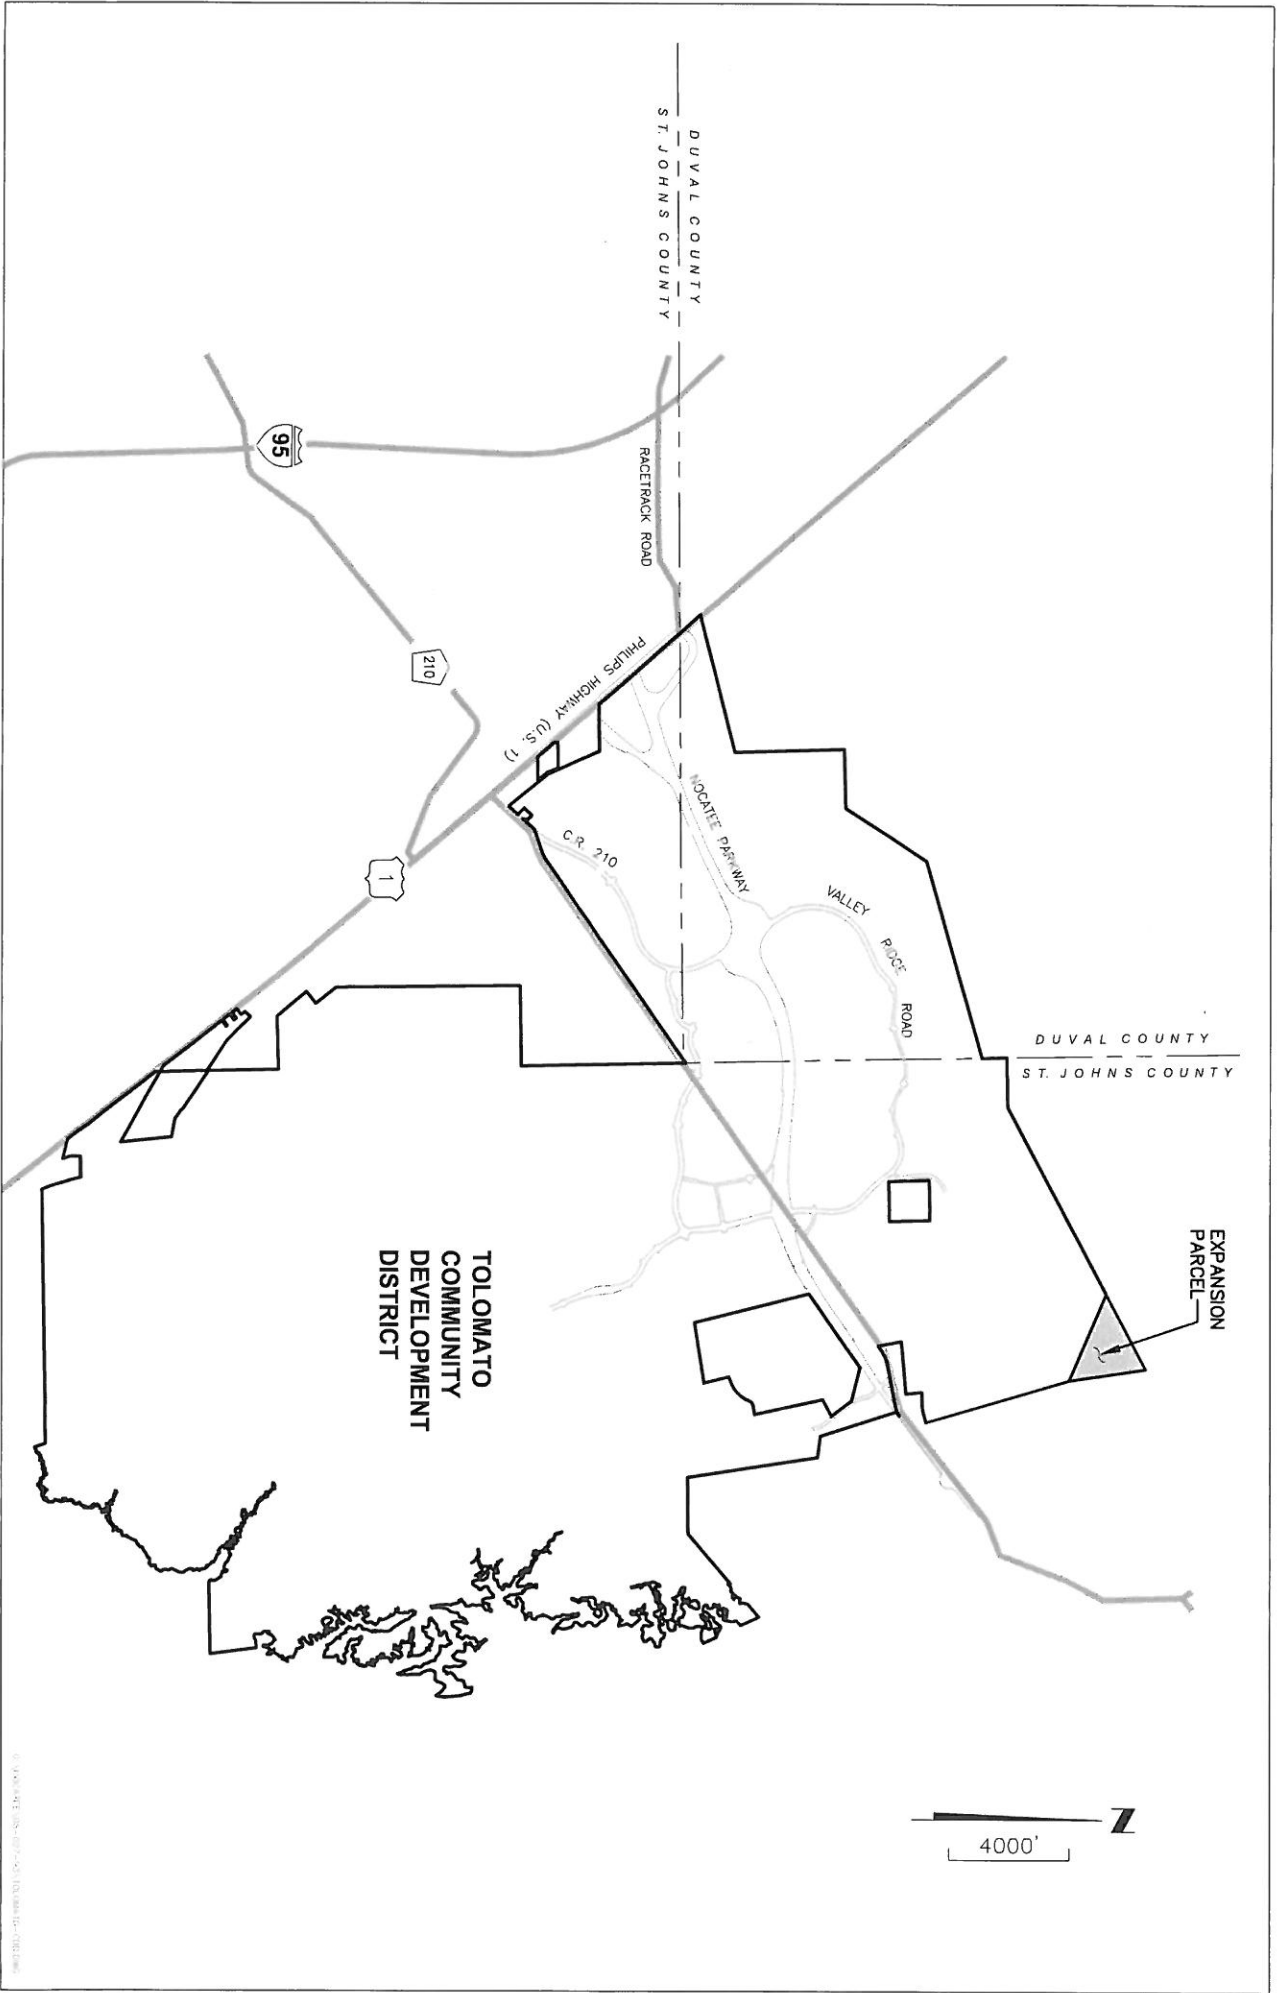 DUVAL COUNTY
ST. JOHNS COUNTY
95
RACETRACK ROAD
210
PHILIPS HIGHWAY (U.S. 1)
1
C.R. 210
NOCATEE PARKWAY
VALLEY RIDGE ROAD
DUVAL COUNTY
ST. JOHNS COUNTY
EXPANSION
PARCEL
TOLOMATO
COMMUNITY
DEVELOPMENT
DISTRICT
N
4000'